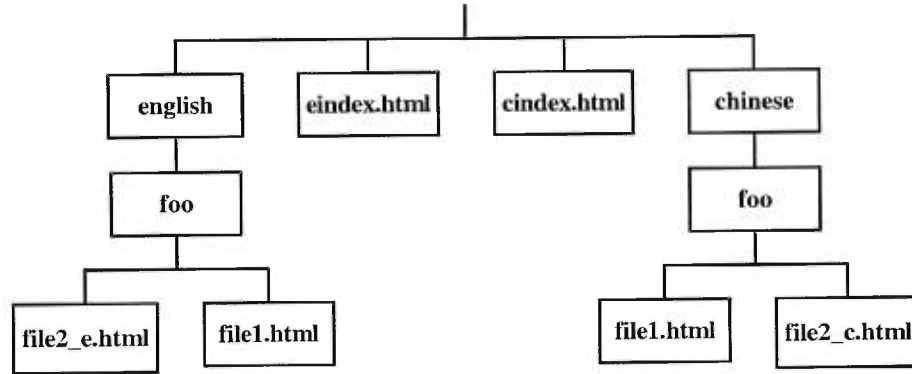 english
eindex.html
cindex.html
chinese
foo
foo
file2_e.html
file1.html
file1.html
file2_c.html